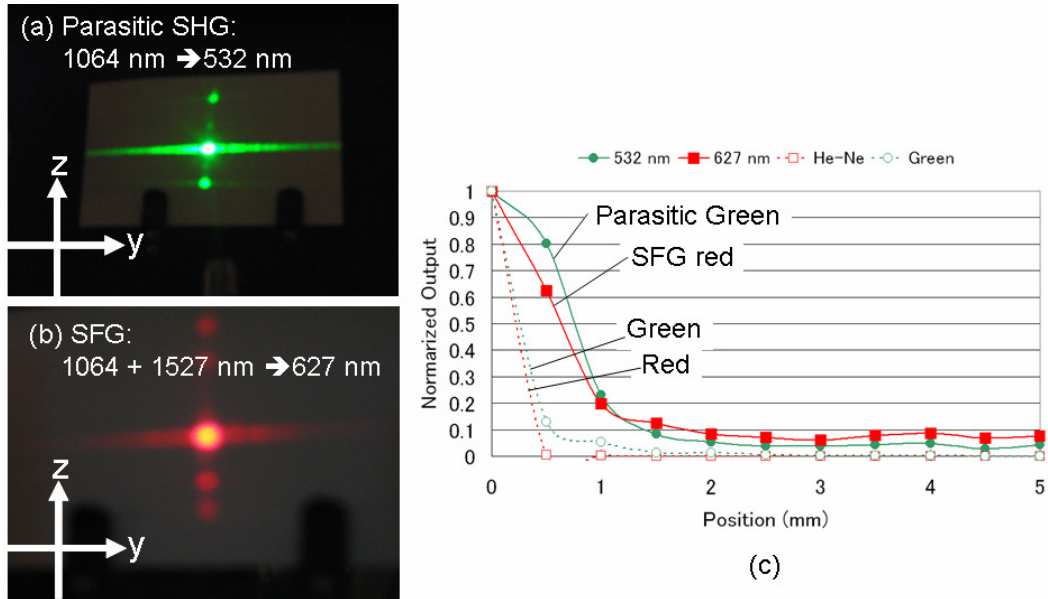 (a) Parasitic SHG:
1064 nm ➔532 nm
z
y
(b) SFG:
1064 + 1527 nm ➔627 nm
z
y
532 nm
627 nm
He-Ne
Green
Normarized Output
1
0.9
0.8
0.7
0.6
0.5
0.4
0.3
0.2
0.1
0
Parasitic Green
SFG red
Green
Red
0 1 2 3 4 5
Position (mm)
(c)